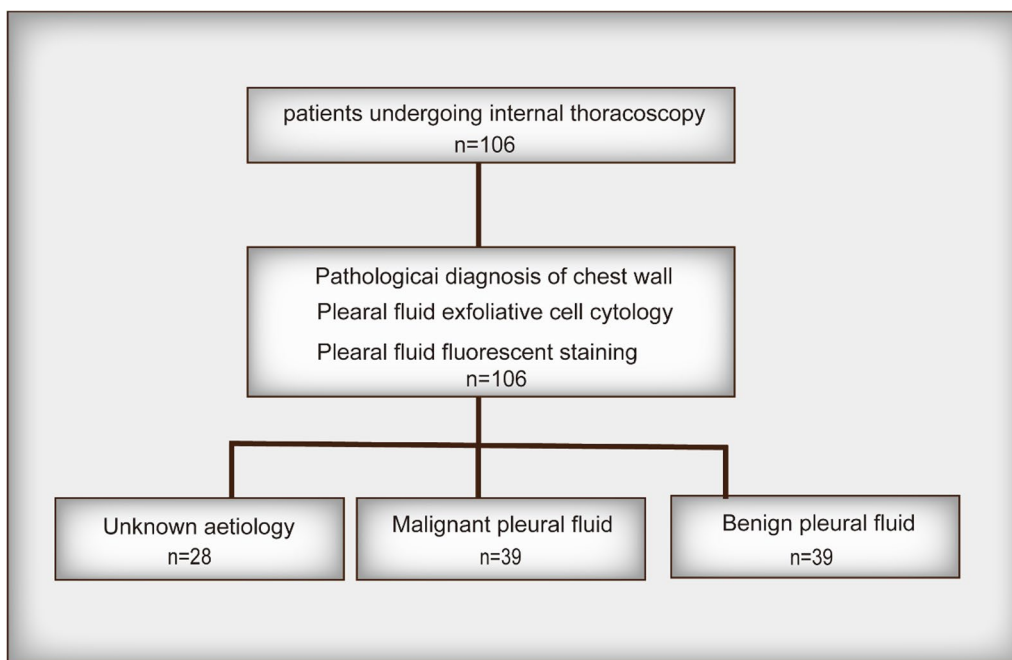 patients undergoing internal thoracoscopy
n=106
Pathologicai diagnosis of chest wall
Plearal fluid exfoliative cell cytology
Plearal fluid fluorescent staining
n=106
Unknown aetiology
n=28
Malignant pleural fluid
n=39
Benign pleural fluid
n=39